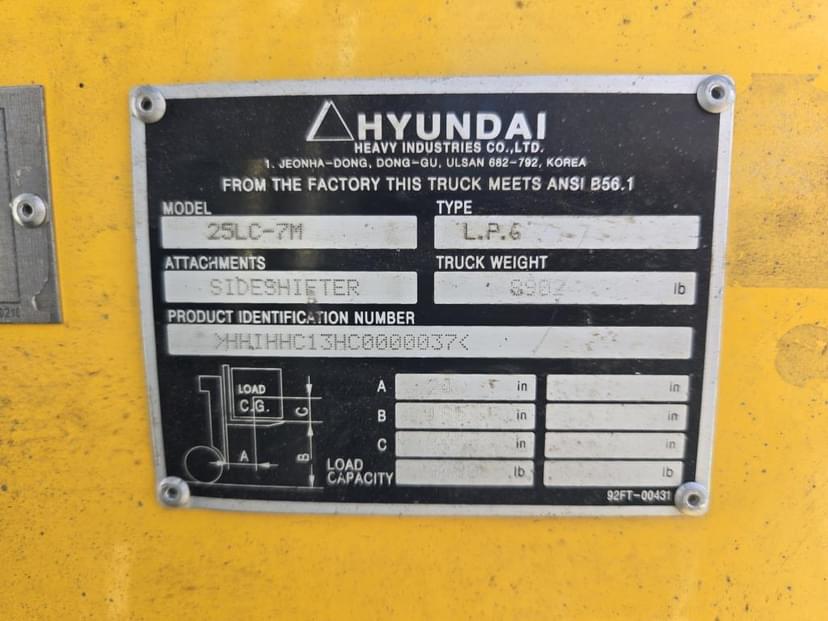 HYUNDAI
HEAVY INDUSTRIES CO.,LTD.
1. JEONHA-DONG, DONG-GU, ULSAN 682-792, KOREA
FROM THE FACTORY THIS TRUCK MEETS ANSI B56.1
MODEL TYPE
25LC-7M L.P.G
ATTACHMENTS TRUCK WEIGHT
SIDESHIFTER lb
PRODUCT IDENTIFICATION NUMBER
>HHIHHC13HC0000037<
LOAD
C.G.
C
A
B
A in in
B in in
C in in
LOAD
CAPACITY lb lb
92FT-00431